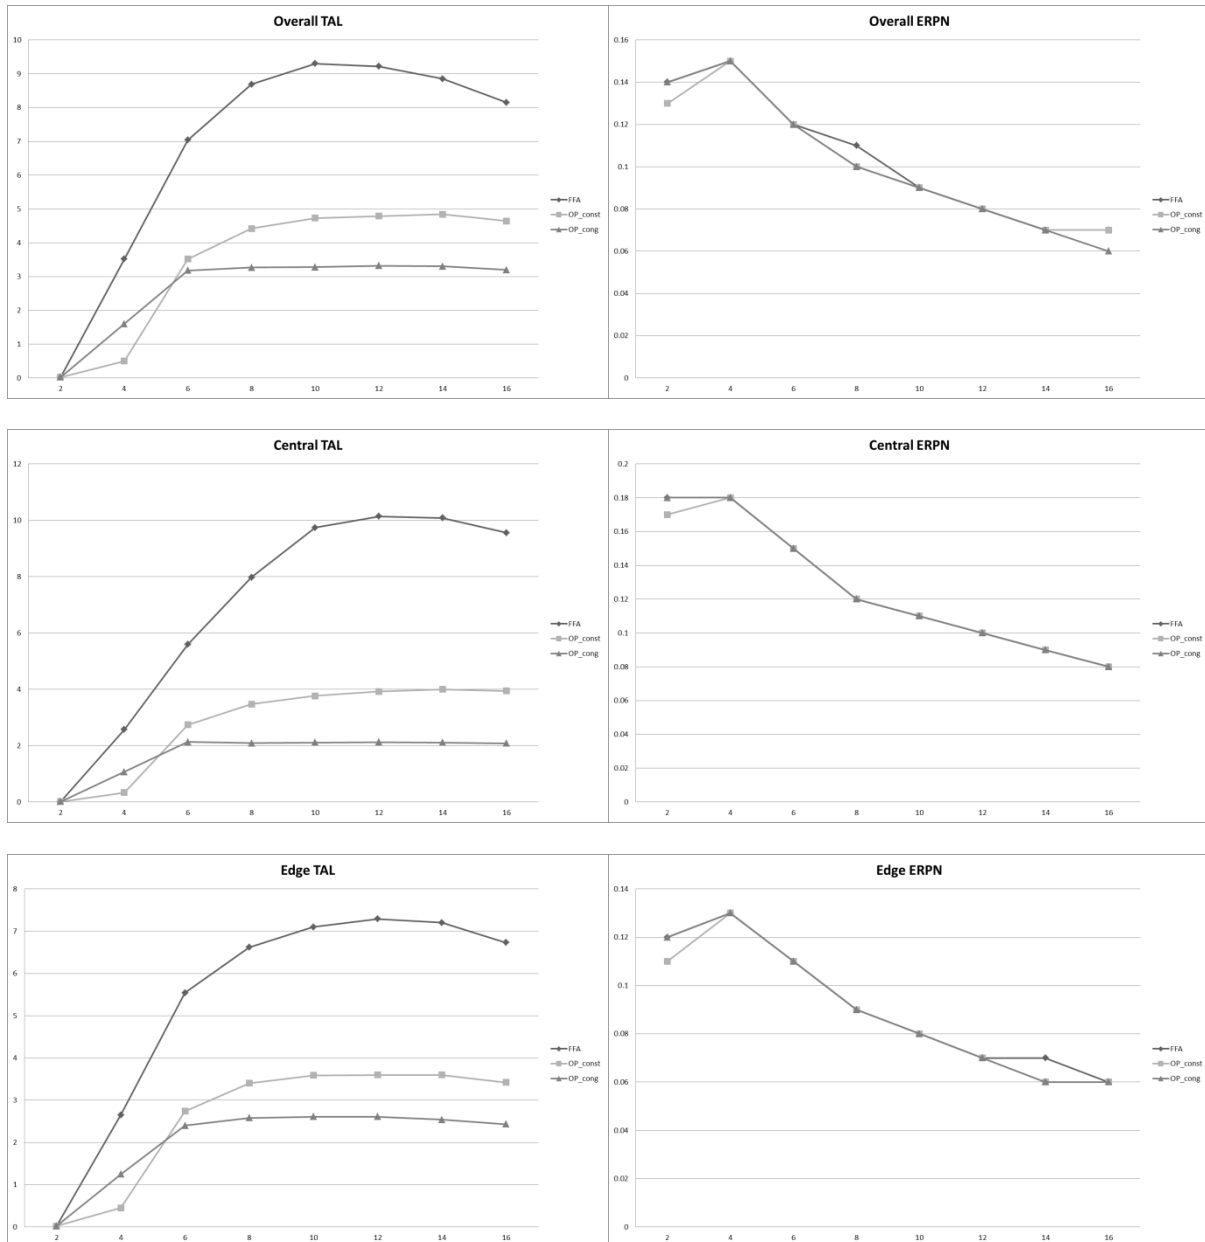 Overall TAL
10
9
8
7
6
5
4
3
2
1
0
2 4 6 8 10 12 14 16
FFA
OP_const
OP_cong
Overall ERPN
0.16
0.14
0.12
0.1
0.08
0.06
0.04
0.02
0
2 4 6 8 10 12 14 16
FFA
OP_const
OP_cong
Central TAL
12
10
8
6
4
2
0
2 4 6 8 10 12 14 16
FFA
OP_const
OP_cong
Central ERPN
0.2
0.18
0.16
0.14
0.12
0.1
0.08
0.06
0.04
0.02
0
2 4 6 8 10 12 14 16
FFA
OP_const
OP_cong
Edge TAL
8
7
6
5
4
3
2
1
0
2 4 6 8 10 12 14 16
FFA
OP_const
OP_cong
Edge ERPN
0.14
0.12
0.1
0.08
0.06
0.04
0.02
0
2 4 6 8 10 12 14 16
FFA
OP_const
OP_cong